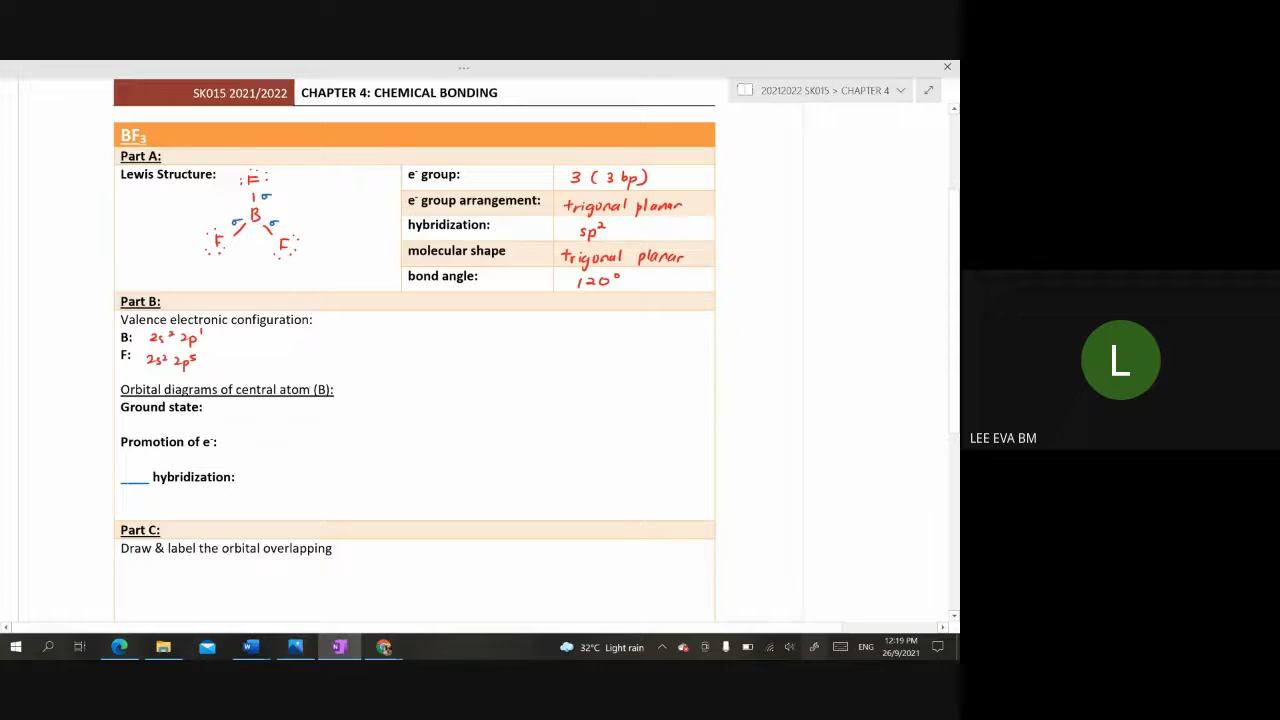 SK015 2021/2022 CHAPTER 4: CHEMICAL BONDING
20212022 SK015 > CHAPTER 4
BF₃
Part A:
Lewis Structure:
:F:
σ
B
σ σ
F F
e⁻ group: 3 (3 bp)
e⁻ group arrangement: trigonal planar
hybridization: sp²
molecular shape trigonal planar
bond angle: 120°
Part B:
Valence electronic configuration:
B: 2s² 2p¹
F: 2s² 2p⁵
Orbital diagrams of central atom (B):
Ground state:
Promotion of e⁻:
____ hybridization:
Part C:
Draw & label the orbital overlapping
L
LEE EVA BM
32°C Light rain
ENG
12:19 PM
26/9/2021